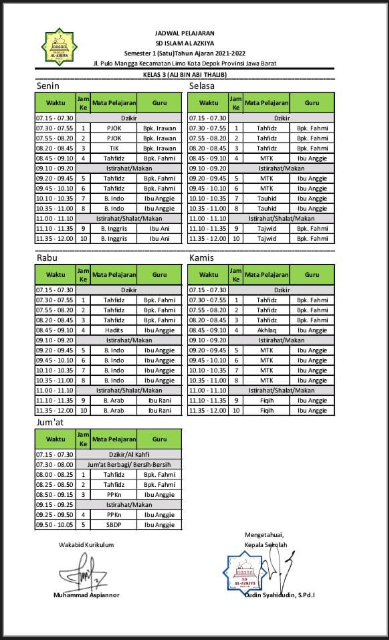 JADWAL PELAJARAN
SD ISLAM AL AZKIYA
Semester 1 (Satu)Tahun Ajaran 2021-2022
Jl. Pulo Mangga Kecamatan Limo Kota Depok Provinsi Jawa Barat
KELAS 3 (ALI BIN ABI THALIB)
Senin
Waktu Jam Ke Mata Pelajaran Guru
07.15 - 07.30 Dzikir
07.30 - 07.55 1 PJOK Bpk. Irawan
07.55 - 08.20 2 PJOK Bpk. Irawan
08.20 - 08.45 3 TIK Bpk. Irawan
08.45 - 09.10 4 Tahfidz Bpk. Fahmi
09.10 - 09.20 Istirahat/Makan
09.20 - 09.45 5 Tahfidz Bpk. Fahmi
09.45 - 10.10 6 Tahfidz Bpk. Fahmi
10.10 - 10.35 7 B. Indo Ibu Anggie
10.35 - 11.00 8 B. Indo Ibu Anggie
11.00 - 11.10 Istirahat/Shalat/Makan
11.10 - 11.35 9 B. Inggris Ibu Ani
11.35 - 12.00 10 B. Inggris Ibu Ani
Selasa
Waktu Jam Ke Mata Pelajaran Guru
07.15 - 07.30 Dzikir
07.30 - 07.55 1 Tahfidz Bpk. Fahmi
07.55 - 08.20 2 Tahfidz Bpk. Fahmi
08.20 - 08.45 3 Tahfidz Bpk. Fahmi
08.45 - 09.10 4 MTK Ibu Anggie
09.10 - 09.20 Istirahat/Makan
09.20 - 09.45 5 MTK Ibu Anggie
09.45 - 10.10 6 MTK Ibu Anggie
10.10 - 10.35 7 Tauhid Ibu Anggie
10.35 - 11.00 8 Tauhid Ibu Anggie
11.00 - 11.10 Istirahat/Shalat/Makan
11.10 - 11.35 9 Tajwid Bpk. Fahmi
11.35 - 12.00 10 Tajwid Bpk. Fahmi
Rabu
Waktu Jam Ke Mata Pelajaran Guru
07.15 - 07.30 Dzikir
07.30 - 07.55 1 Tahfidz Bpk. Fahmi
07.55 - 08.20 2 Tahfidz Bpk. Fahmi
08.20 - 08.45 3 Tahfidz Bpk. Fahmi
08.45 - 09.10 4 Hadits Ibu Anggie
09.10 - 09.20 Istirahat/Makan
09.20 - 09.45 5 B. Indo Ibu Anggie
09.45 - 10.10 6 B. Indo Ibu Anggie
10.10 - 10.35 7 B. Indo Ibu Anggie
10.35 - 11.00 8 B. Indo Ibu Anggie
11.00 - 11.10 Istirahat/Shalat/Makan
11.10 - 11.35 9 B. Arab Ibu Rani
11.35 - 12.00 10 B. Arab Ibu Rani
Kamis
Waktu Jam Ke Mata Pelajaran Guru
07.15 - 07.30 Dzikir
07.30 - 07.55 1 Tahfidz Bpk. Fahmi
07.55 - 08.20 2 Tahfidz Bpk. Fahmi
08.20 - 08.45 3 Tahfidz Bpk. Fahmi
08.45 - 09.10 4 Akhlaq Ibu Anggie
09.10 - 09.20 Istirahat/Makan
09.20 - 09.45 5 MTK Ibu Anggie
09.45 - 10.10 6 MTK Ibu Anggie
10.10 - 10.35 7 MTK Ibu Anggie
10.35 - 11.00 8 MTK Ibu Anggie
11.00 - 11.10 Istirahat/Shalat/Makan
11.10 - 11.35 9 Fiqih Ibu Anggie
11.35 - 12.00 10 Fiqih Ibu Anggie
Jum'at
Waktu Jam Ke Mata Pelajaran Guru
07.15 - 07.30 Dzikir/Al Kahfi
07.30 - 08.00 Jum'at Berbagi/ Bersih-Bersih
08.00 - 08.25 1 Tahfidz Bpk. Fahmi
08.25 - 08.50 2 Tahfidz Bpk. Fahmi
08.50 - 09.15 3 PPKn Ibu Anggie
09.15 - 09.25 Istirahat/Makan
09.25 - 09.50 4 PPKn Ibu Anggie
09.50 - 10.05 5 SBDP Ibu Anggie
Mengetahuai,
Wakabid Kurikulum
Kepala Sekolah
Muhammad Aspiannor
Dudin Syahidudin, S.Pd.I